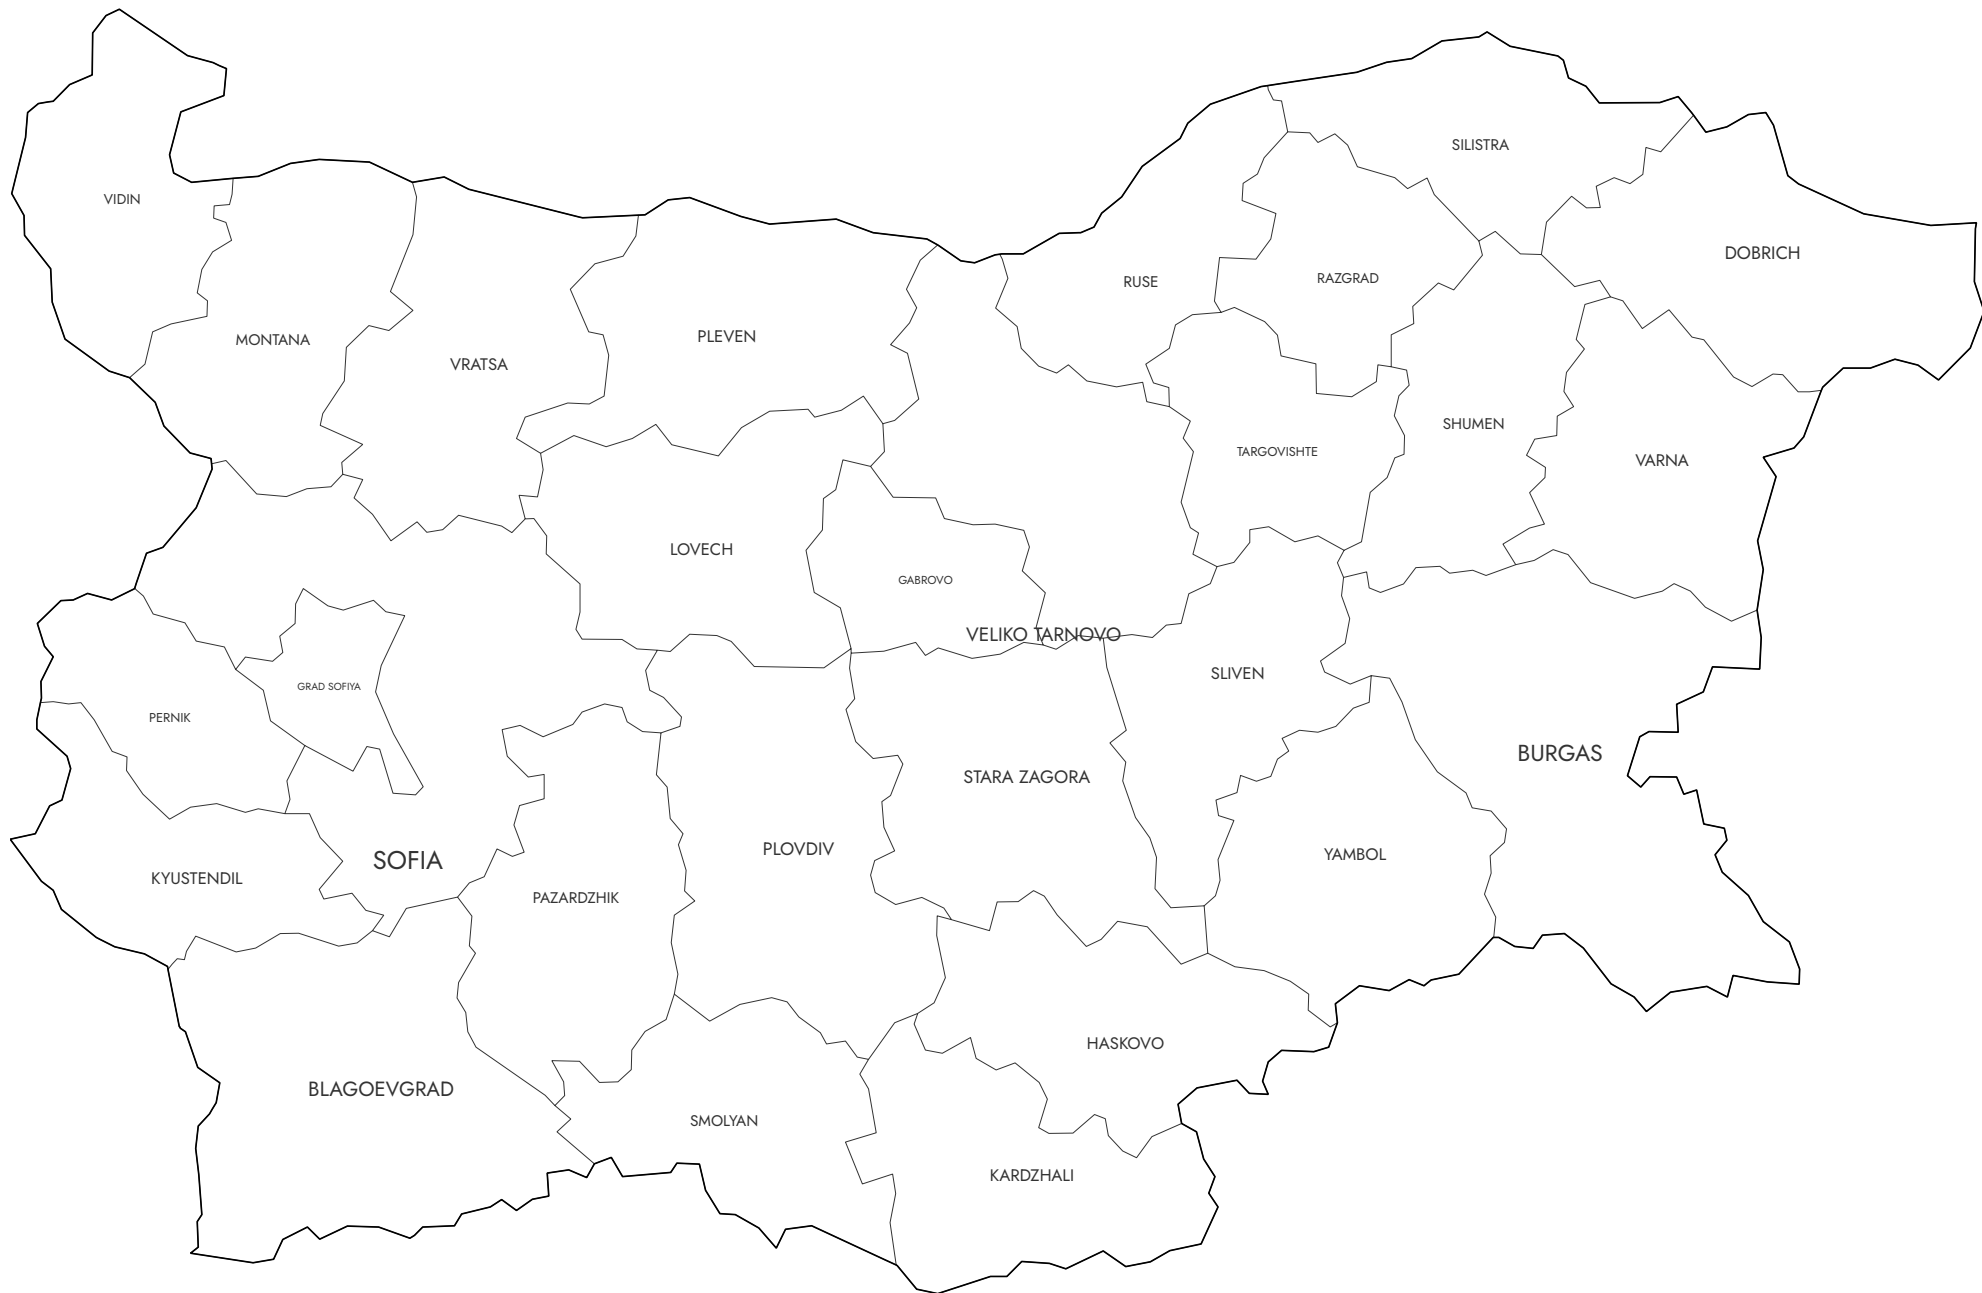 SILISTRA
VIDIN
DOBRICH
RUSE
RAZGRAD
MONTANA
PLEVEN
VRATSA
SHUMEN
TARGOVISHTE
VARNA
LOVECH
GABROVO
VELIKO TARNOVO
SLIVEN
GRAD SOFIYA
PERNIK
BURGAS
STARA ZAGORA
PLOVDIV
YAMBOL
SOFIA
KYUSTENDIL
PAZARDZHIK
HASKOVO
BLAGOEVGRAD
SMOLYAN
KARDZHALI